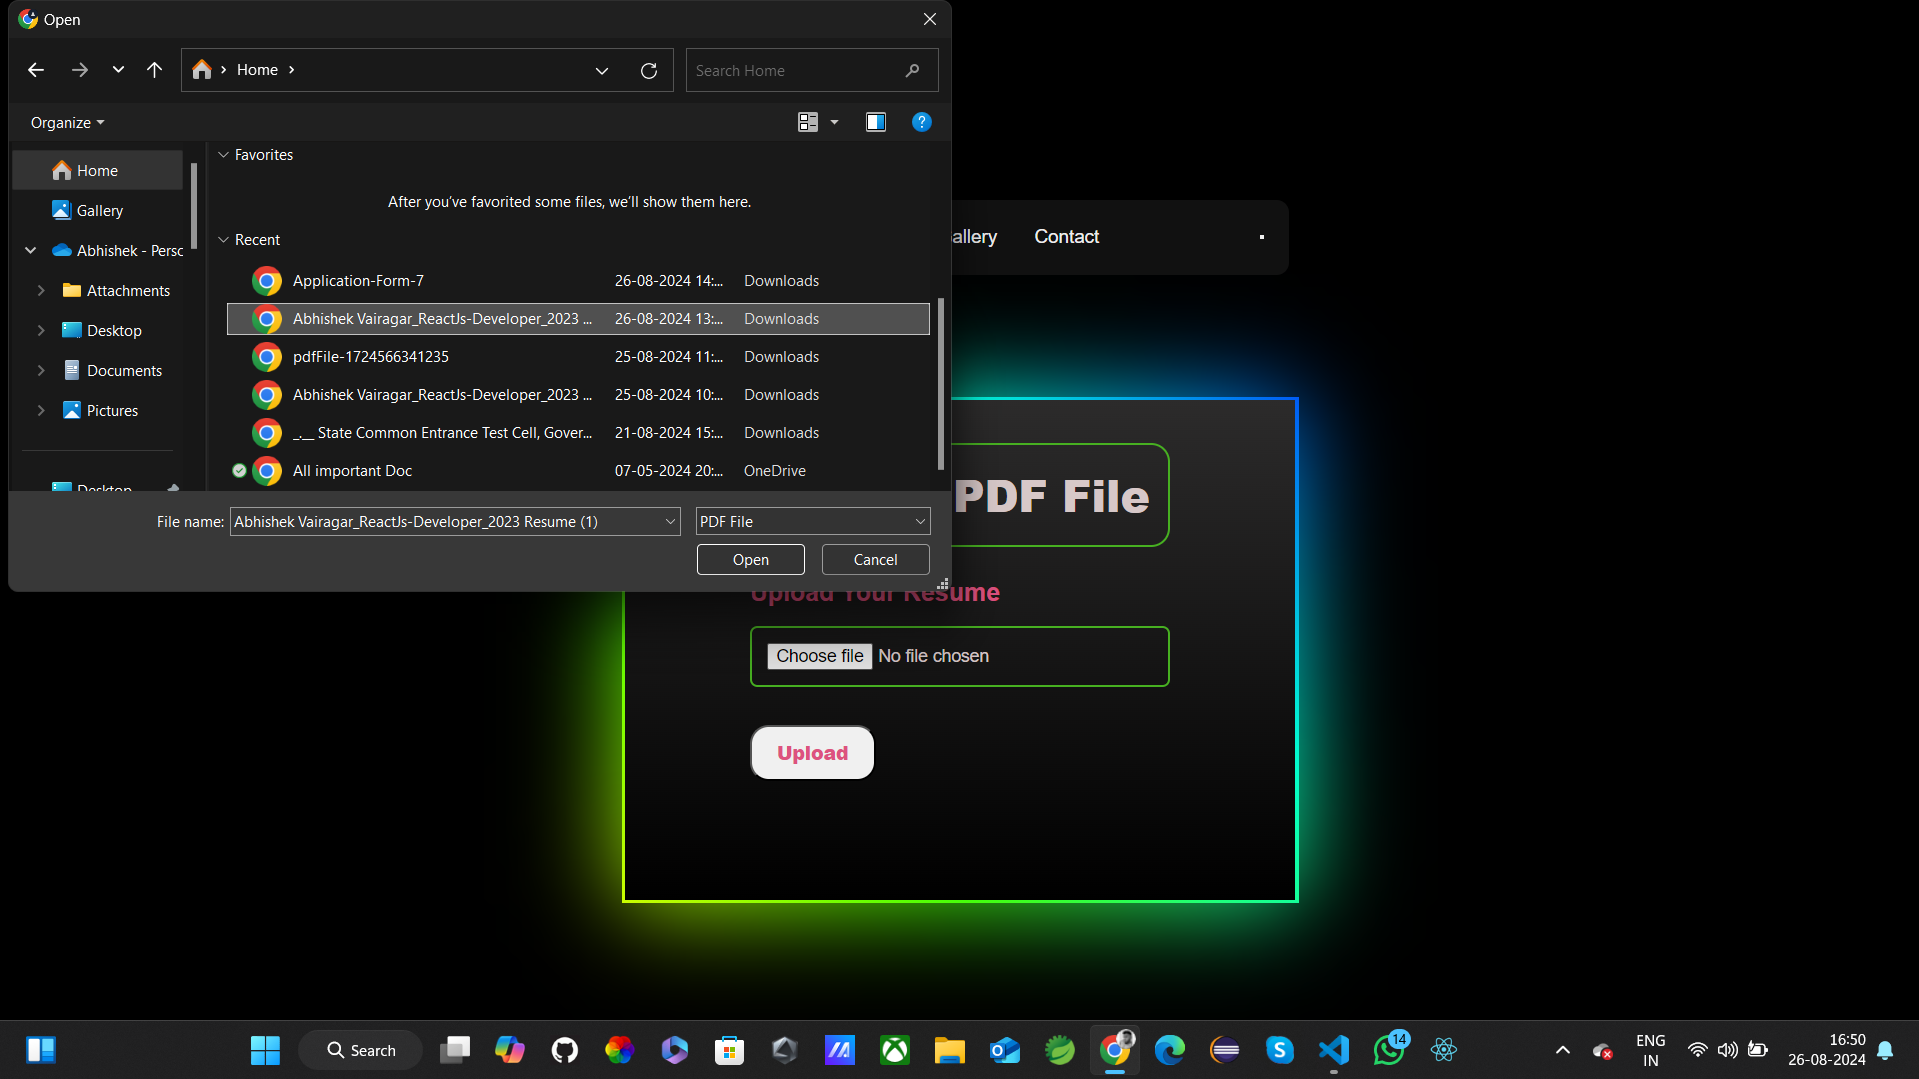 Open
Home
Search Home
Organize
Home
Gallery
Abhishek - Persc
Attachments
Desktop
Documents
Pictures
Desktop
Favorites
After you've favorited some files, we'll show them here.
Recent
Application-Form-7 26-08-2024 14:... Downloads
Abhishek Vairagar_ReactJs-Developer_2023 ... 26-08-2024 13:... Downloads
pdfFile-1724566341235 25-08-2024 11:... Downloads
Abhishek Vairagar_ReactJs-Developer_2023 ... 25-08-2024 10:... Downloads
_.__ State Common Entrance Test Cell, Gover... 21-08-2024 15:... Downloads
All important Doc 07-05-2024 20:... OneDrive
File name: Abhishek Vairagar_ReactJs-Developer_2023 Resume (1) PDF File
Open Cancel
allery Contact
PDF File
Upload Your Resume
Choose file No file chosen
Upload
Search
14
ENG
IN
16:50
26-08-2024